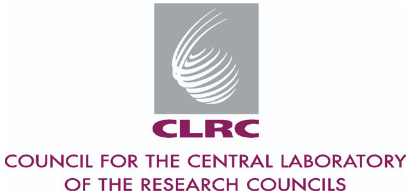 CLRC
COUNCIL FOR THE CENTRAL LABORATORY
OF THE RESEARCH COUNCILS